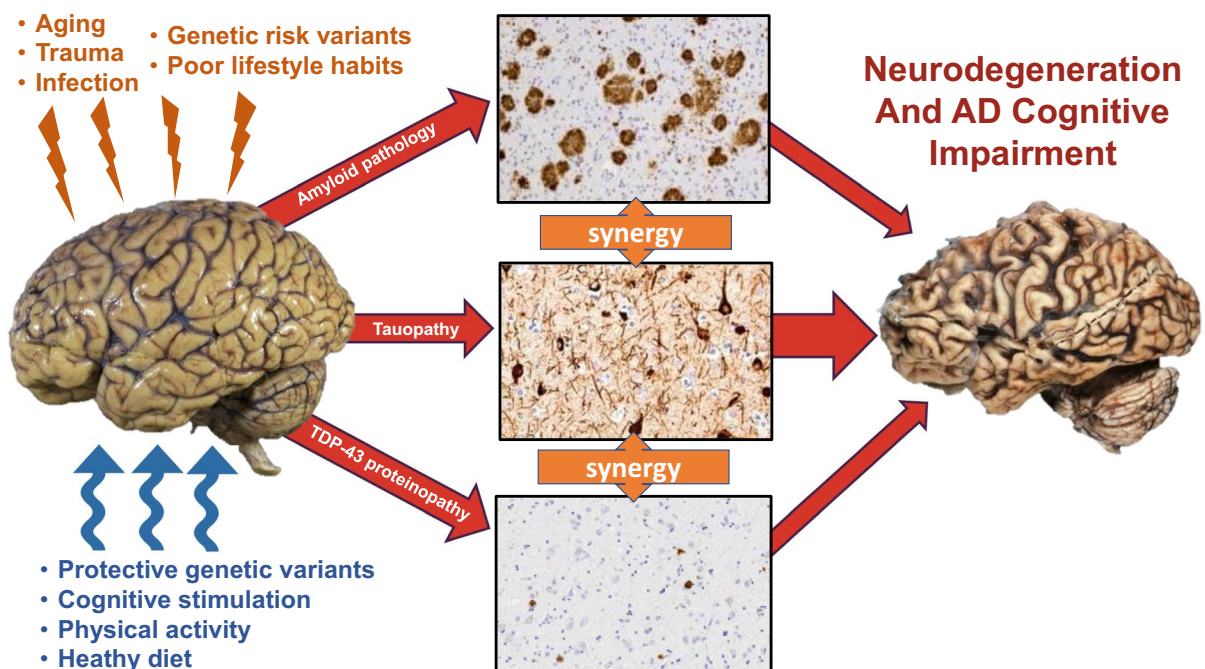 • Aging
• Trauma
• Infection
• Genetic risk variants
• Poor lifestyle habits
Neurodegeneration
And AD Cognitive
Impairment
Amyloid pathology
synergy
Tauopathy
synergy
TDP-43 proteinopathy
• Protective genetic variants
• Cognitive stimulation
• Physical activity
• Heathy diet